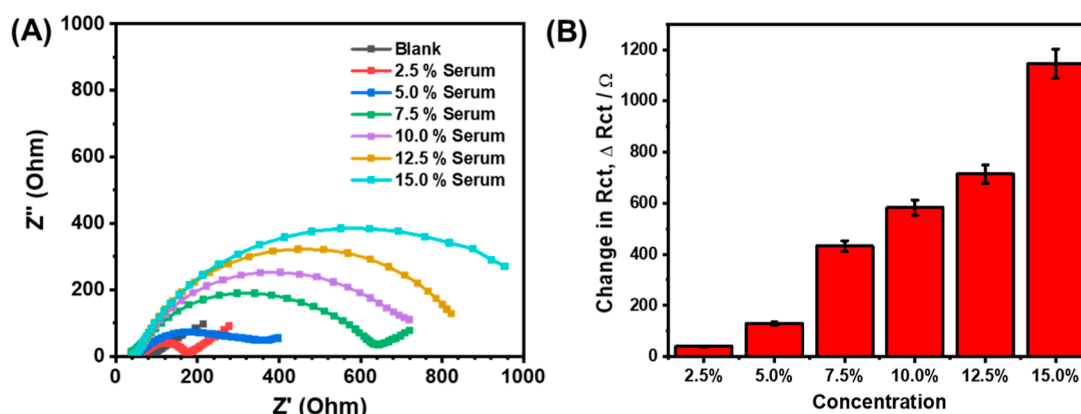 (A)
1000
800
600
400
200
0
Z'' (Ohm)
Blank
2.5 % Serum
5.0 % Serum
7.5 % Serum
10.0 % Serum
12.5 % Serum
15.0 % Serum
0 200 400 600 800 1000
Z' (Ohm)
(B)
1200
1000
800
600
400
200
0
Change in Rct, Δ Rct / Ω
2.5% 5.0% 7.5% 10.0% 12.5% 15.0%
Concentration